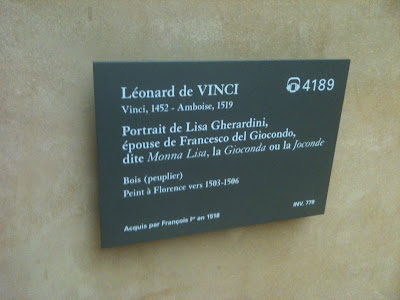 Léonard de VINCI
4189
Vinci, 1452 - Amboise, 1519
Portrait de Lisa Gherardini,
épouse de Francesco del Giocondo,
dite Monna Lisa, la Gioconda ou la Joconde
Bois (peuplier)
Peint à Florence vers 1503-1506
Acquis par François Iᵉʳ en 1518
INV. 779